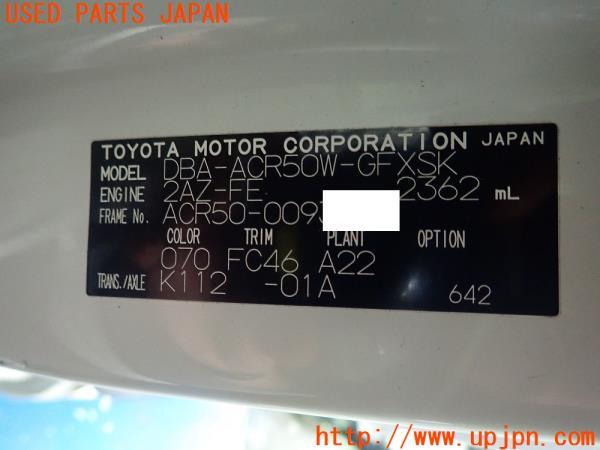 USED PARTS JAPAN
TOYOTA MOTOR CORPORATION JAPAN
MODEL DBA-ACR50W-GFXSK
ENGINE 2AZ-FE 2362 mL
FRAME No. ACR50-0093
COLOR TRIM PLANT OPTION
070 FC46 A22
TRANS./AXLE K112 -01A 642
http://www.upjpn.com/